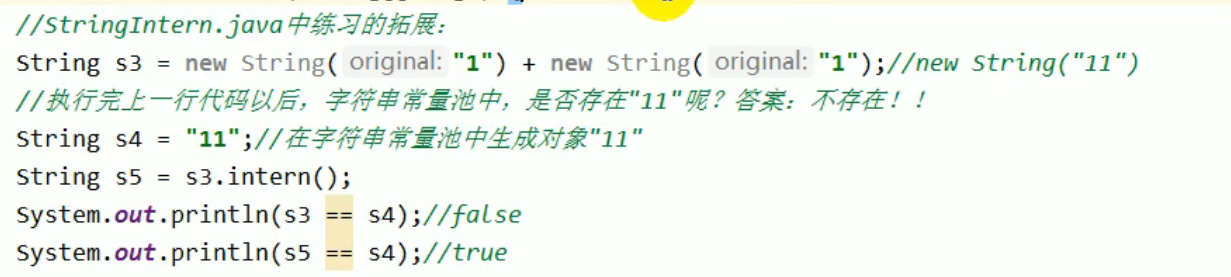 //StringIntern.java中练习的拓展:
String s3 = new String( original: "1") + new String( original: "1");//new String("11")
//执行完上一行代码以后，字符串常量池中，是否存在"11"呢？答案：不存在！！
String s4 = "11";//在字符串常量池中生成对象"11"
String s5 = s3.intern();
System.out.println(s3 == s4);//false
System.out.println(s5 == s4);//true